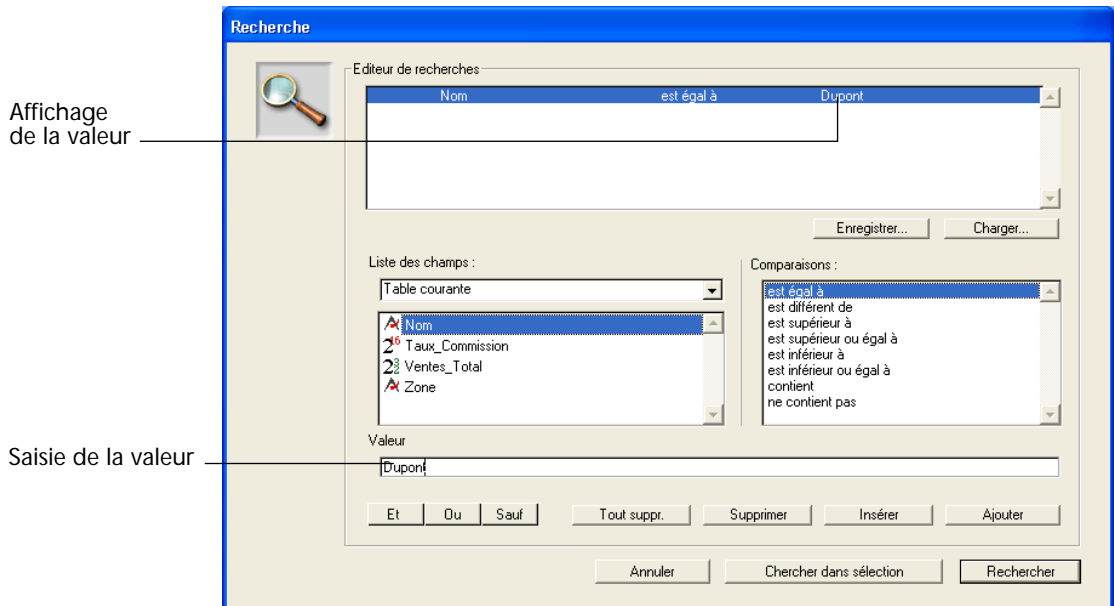 Recherche
Editeur de recherches
Nom est égal à Dupont
Affichage
de la valeur
Enregistrer... Charger...
Liste des champs :
Comparaisons :
Table courante
Nom
Taux_Commission
Ventes_Total
Zone
est égal à
est différent de
est supérieur à
est supérieur ou égal à
est inférieur à
est inférieur ou égal à
contient
ne contient pas
Valeur
Saisie de la valeur
Dupont
Et Ou Sauf Tout suppr. Supprimer Insérer Ajouter
Annuler Chercher dans sélection Rechercher